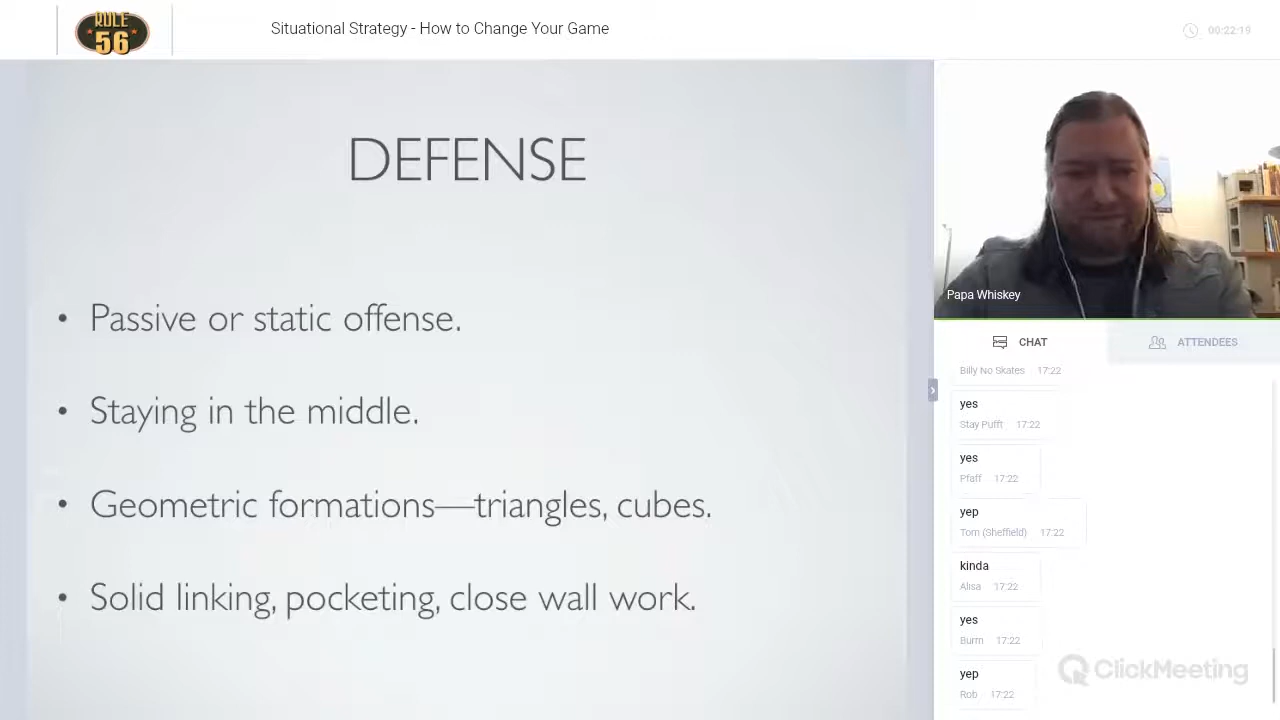 RULE
56
Situational Strategy - How to Change Your Game
00:22:19
DEFENSE
• Passive or static offense.
• Staying in the middle.
• Geometric formations—triangles, cubes.
• Solid linking, pocketing, close wall work.
Papa Whiskey
CHAT
ATTENDEES
Billy No Skates 17:22
yes
Stay Pufft 17:22
yes
Pfaff 17:22
yep
Tom (Sheffield) 17:22
kinda
Alisa 17:22
yes
Burm 17:22
yep
Rob 17:22
ClickMeeting